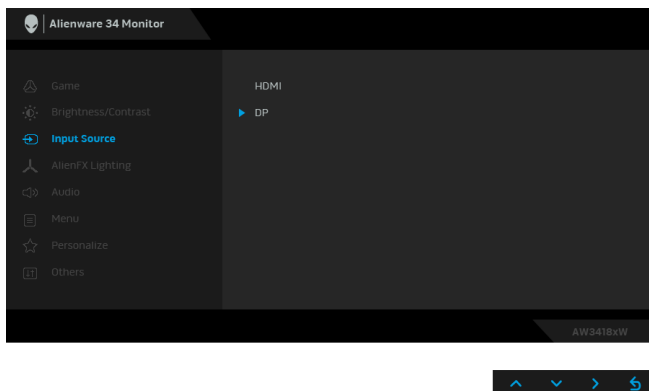 Alienware 34 Monitor
Game
HDMI
Brightness/Contrast
DP
Input Source
AlienFX Lighting
Audio
Menu
Personalize
Others
AW3418xW